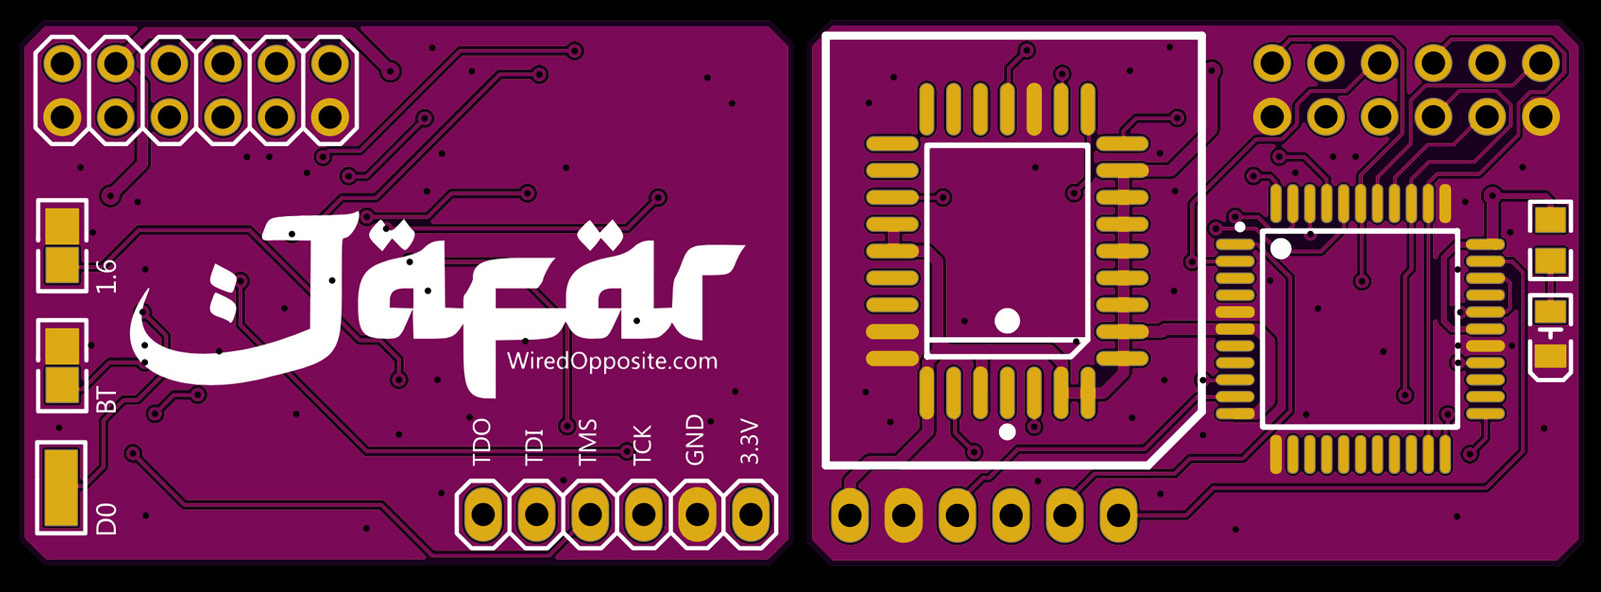 Jäfär
WiredOpposite.com
1.6
BT
D0
TDO
TDI
TMS
TCK
GND
3.3V